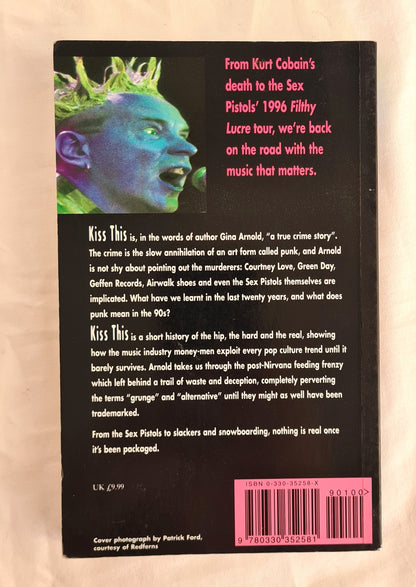 From Kurt Cobain's
death to the Sex
Pistols' 1996 Filthy
Lucre tour, we're back
on the road with the
music that matters.
Kiss This is, in the words of author Gina Arnold, "a true crime story".
The crime is the slow annihilation of an art form called punk, and Arnold
is not shy about pointing out the murderers: Courtney Love, Green Day,
Geffen Records, Airwalk shoes and even the Sex Pistols themselves are
implicated. What have we learnt in the last twenty years, and what does
punk mean in the 90s?
Kiss This is a short history of the hip, the hard and the real, showing
how the music industry money-men exploit every pop culture trend until it
barely survives. Arnold takes us through the post-Nirvana feeding frenzy
which left behind a trail of waste and deception, completely perverting
the terms "grunge" and "alternative" until they might as well have been
trademarked.
From the Sex Pistols to slackers and snowboarding, nothing is real once
it's been packaged.
UK £9.99
ISBN 0-330-35258-X
90100>
9 780330 352581
Cover photograph by Patrick Ford,
courtesy of Redferns